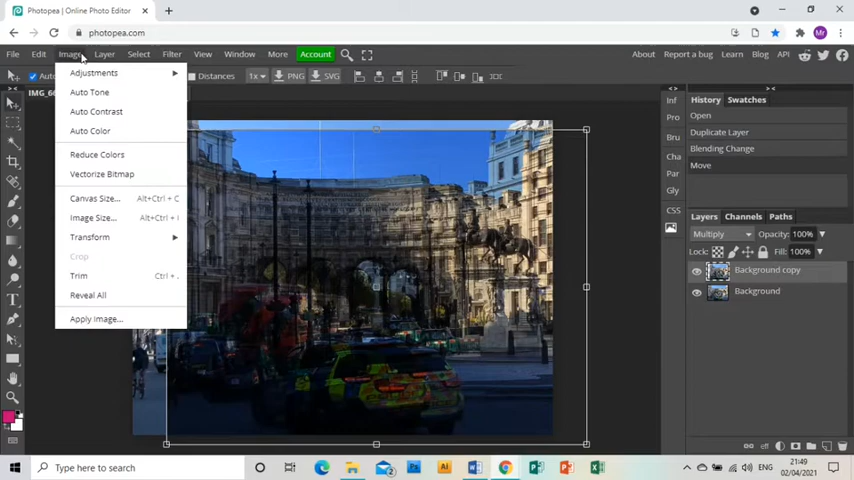 Photopea | Online Photo Editor
photopea.com
File Edit Image Layer Select Filter View Window More Account
About Report a bug Learn Blog API
Distances 1x PNG SVG
Adjustments
Auto Tone
Auto Contrast
Auto Color
Reduce Colors
Vectorize Bitmap
Canvas Size... Alt+Ctrl + C
Image Size... Alt+Ctrl + I
Transform
Crop
Trim Ctrl + .
Reveal All
Apply Image...
Inf
Pro
Bru
Cha
Par
Gly
CSS
History Swatches
Open
Duplicate Layer
Blending Change
Move
Layers Channels Paths
Multiply Opacity: 100%
Lock: Fill: 100%
Background copy
Background
Type here to search
ENG
21:49
02/04/2021